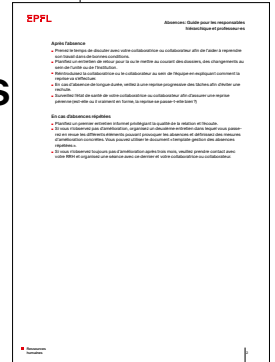 s
EPFL
Absences: Guide pour les responsables
hiérarchique et professeur·es
Après l'absence
Prenez le temps de discuter avec votre collaboratrice ou collaborateur afin de l'aider à reprendre
son travail dans de bonnes conditions.
Planifiez un entretien de retour pour la ou le mettre au courant des dossiers, des changements au
sein de l'unité ou de l'institution.
Réintroduisez la collaboratrice ou le collaborateur au sein de l'équipe en expliquant comment la
reprise va s'effectuer.
En cas d'absence de longue durée, veillez à une reprise progressive des tâches afin d'éviter une
rechute.
Surveillez l'état de santé de votre collaboratrice ou collaborateur afin d'assurer une reprise
pérenne (est-elle ou il vraiment en forme, la reprise se passe-t-elle bien?)
En cas d'absences répétées
Planifiez un premier entretien informel privilégiant la qualité de la relation et l'écoute.
Si vous n'observez pas d'amélioration, organisez un deuxième entretien dans lequel vous passe-
rez en revue les différents éléments pouvant provoquer les absences et définissez des mesures
d'amélioration concrètes. Vous pouvez utiliser le document «template gestion des absences
répétées».
Si vous n'observez toujours pas d'amélioration après trois mois, veuillez prendre contact avec
votre RRH et organisez une séance avec ce dernier et votre collaboratrice ou collaborateur.
Ressources
humaines